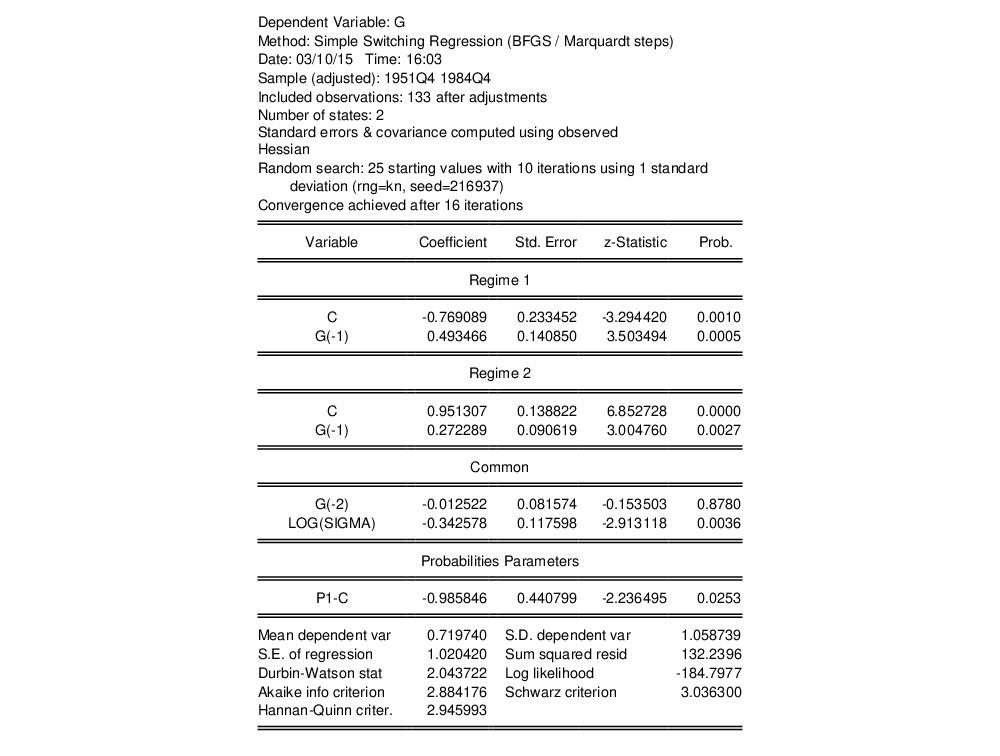 Dependent Variable: G
Method: Simple Switching Regression (BFGS / Marquardt steps)
Date: 03/10/15 Time: 16:03
Sample (adjusted): 1951Q4 1984Q4
Included observations: 133 after adjustments
Number of states: 2
Standard errors & covariance computed using observed
Hessian
Random search: 25 starting values with 10 iterations using 1 standard
deviation (rng=kn, seed=216937)
Convergence achieved after 16 iterations
Variable Coefficient Std. Error z-Statistic Prob.
Regime 1
C -0.769089 0.233452 -3.294420 0.0010
G(-1) 0.493466 0.140850 3.503494 0.0005
Regime 2
C 0.951307 0.138822 6.852728 0.0000
G(-1) 0.272289 0.090619 3.004760 0.0027
Common
G(-2) -0.012522 0.081574 -0.153503 0.8780
LOG(SIGMA) -0.342578 0.117598 -2.913118 0.0036
Probabilities Parameters
P1-C -0.985846 0.440799 -2.236495 0.0253
Mean dependent var 0.719740 S.D. dependent var 1.058739
S.E. of regression 1.020420 Sum squared resid 132.2396
Durbin-Watson stat 2.043722 Log likelihood -184.7977
Akaike info criterion 2.884176 Schwarz criterion 3.036300
Hannan-Quinn criter. 2.945993